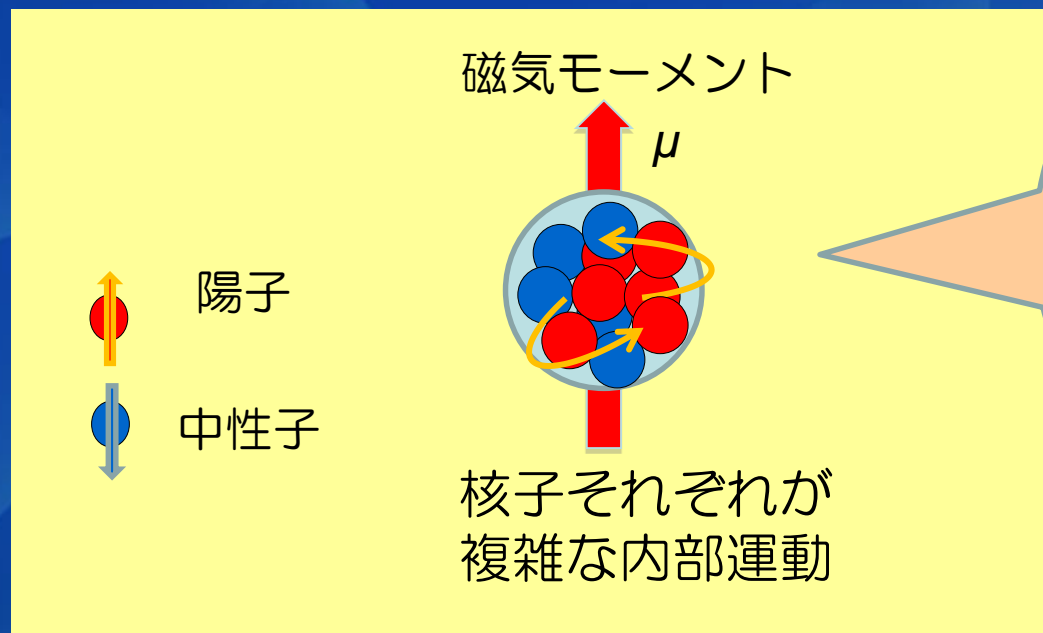 磁気モーメント
μ
陽子
中性子
核子それぞれが
複雑な内部運動